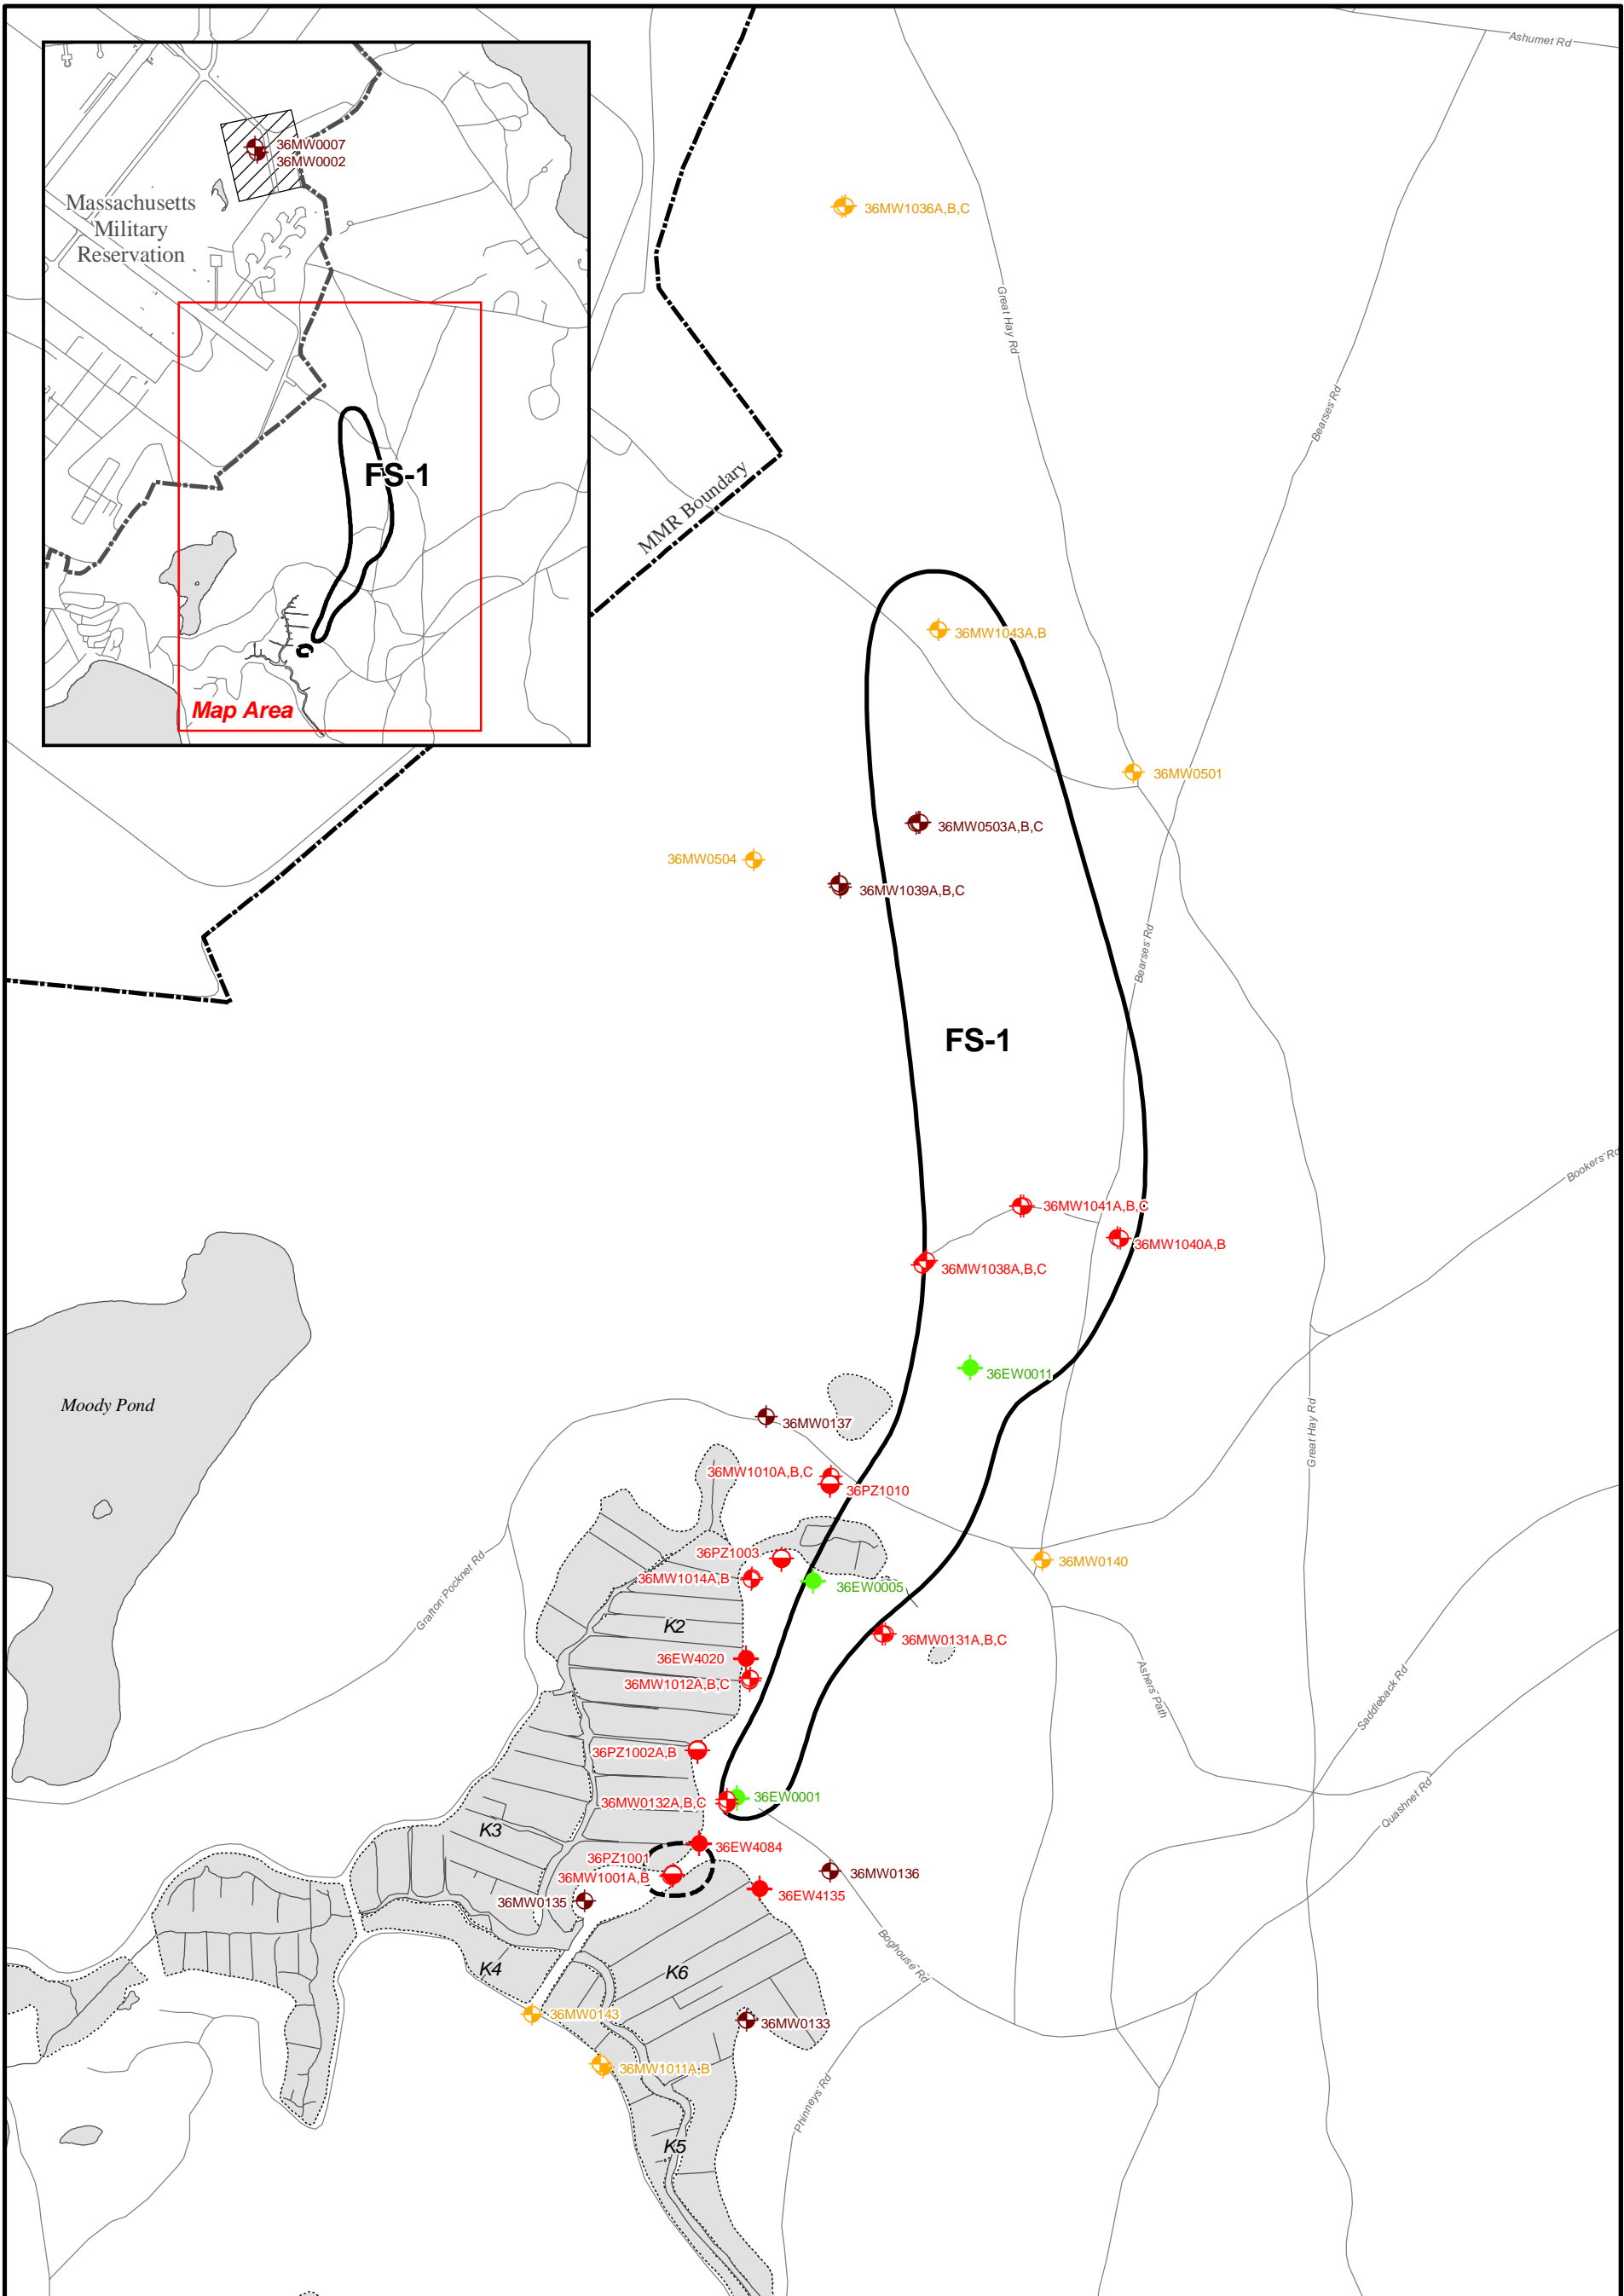 Ashumet Rd
36MW0007
36MW0002
Massachusetts
Military
Reservation
FS-1
Map Area
36MW1036A,B,C
Great Hay Rd
Bearses Rd
MMR Boundary
36MW1043A,B
36MW0501
36MW0503A,B,C
36MW0504
36MW1039A,B,C
Bearses Rd
FS-1
Bookers Rd
36MW1041A,B,C
36MW1040A,B
36MW1038A,B,C
36EW0011
Moody Pond
36MW0137
Great Hay Rd
36MW1010A,B,C
36PZ1010
36PZ1003
36MW0140
36MW1014A,B
36EW0005
Grafton Pocknet Rd
K2
36MW0131A,B,C
36EW4020
36MW1012A,B,C
Ashers Path
Saddleback Rd
36PZ1002A,B
36EW0001
36MW0132A,B,C
Quashnet Rd
K3
36EW4084
36PZ1001
36MW1001A,B
36MW0136
36EW4135
36MW0135
Boghouse Rd
K4
K6
36MW0143
36MW0133
36MW1011A,B
Phinneys Rd
K5